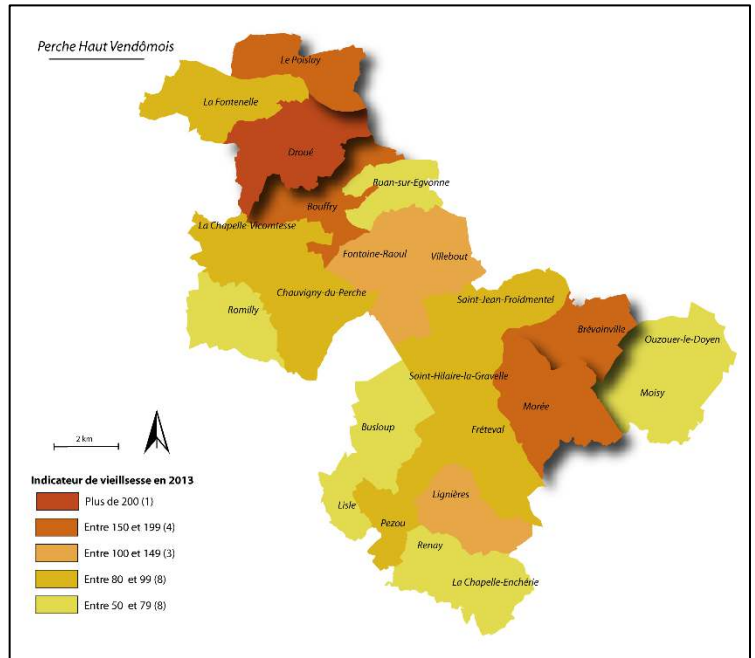 Perche Haut Vendômois
Le Poislay
La Fontenelle
Droué
Ruan-sur-Egvonne
Bouffry
La Chapelle Vicomtesse
Fontaine-Raoul
Villebout
Chauvigny-du-Perche
Saint-Jean-Froidmentel
Romilly
Brévainville
Ouzouer-le-Doyen
Saint-Hilaire-la-Gravelle
Moisy
Morée
Busloup
Fréteval
2 km
Lignières
Indicateur de vieillsesse en 2013
Plus de 200 (1)
Lisle
Pezou
Entre 150 et 199 (4)
Renay
Entre 100 et 149 (3)
La Chapelle-Enchérie
Entre 80 et 99 (8)
Entre 50 et 79 (8)